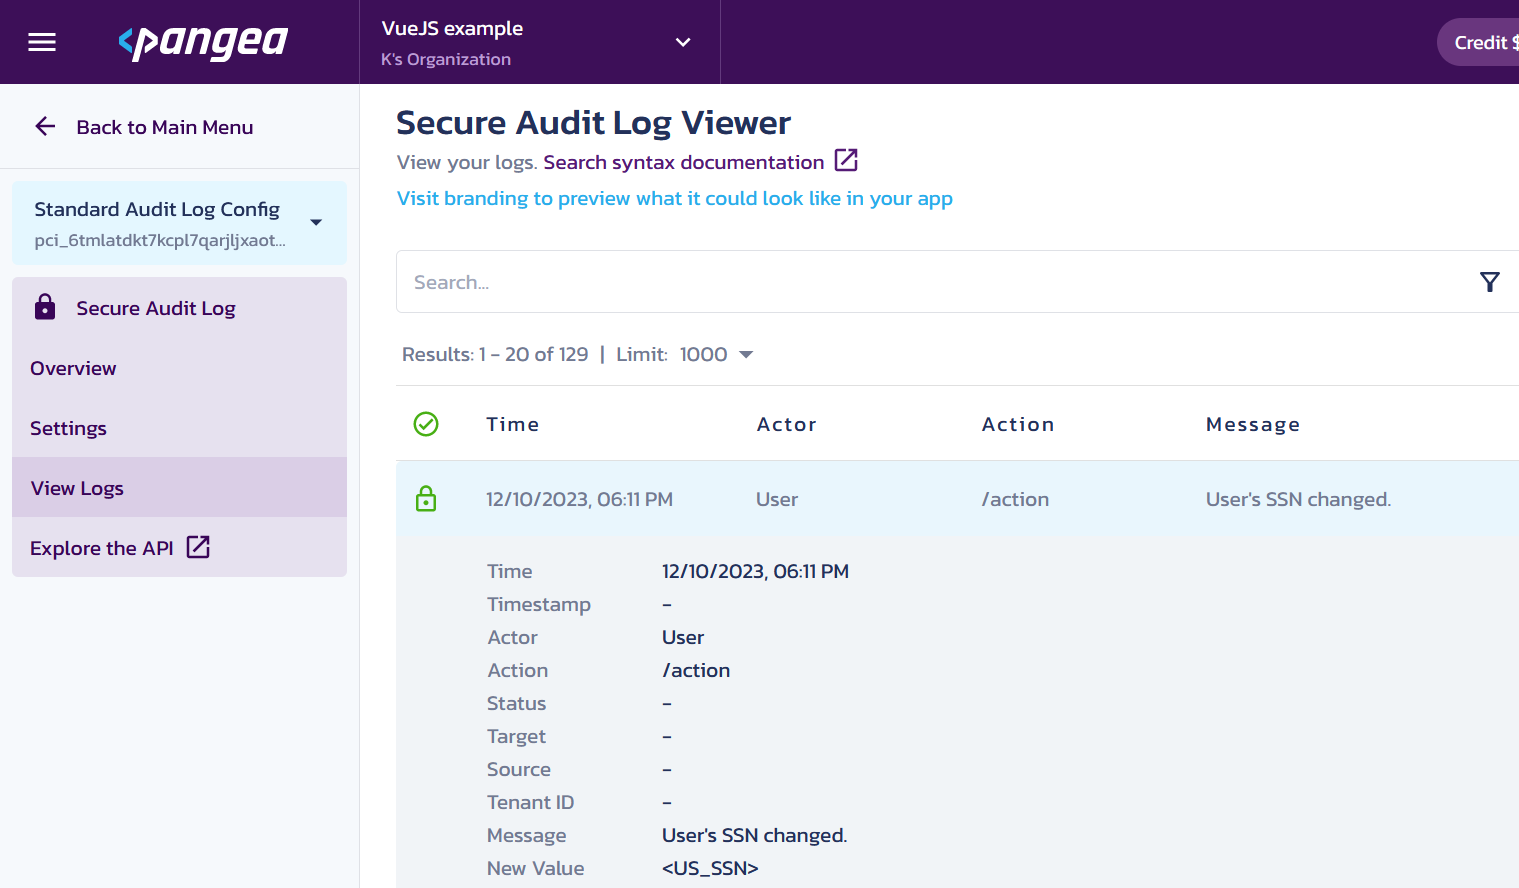 pangea
VueJS example
K's Organization
Credit $
Back to Main Menu
Standard Audit Log Config
pci_6tmlatdkt7kcpl7qarjljxaot...
Secure Audit Log
Overview
Settings
View Logs
Explore the API
Secure Audit Log Viewer
View your logs. Search syntax documentation
Visit branding to preview what it could look like in your app
Search...
Results: 1 - 20 of 129 | Limit: 1000
Time Actor Action Message
12/10/2023, 06:11 PM User /action User's SSN changed.
Time 12/10/2023, 06:11 PM
Timestamp -
Actor User
Action /action
Status -
Target -
Source -
Tenant ID -
Message User's SSN changed.
New Value <US_SSN>